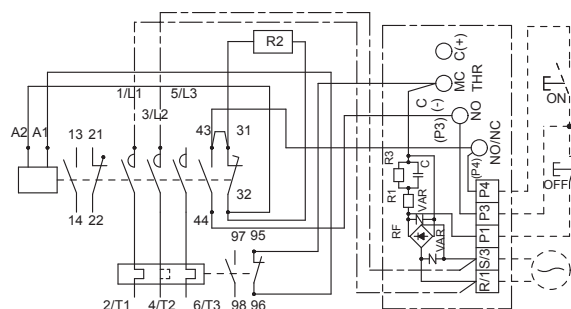 R2
C(+)
1/L1
5/L3
MC
THR
3/L2
C
(-)
NO
(P3)
A2
A1
13
21
43
31
NO/NC
(P4)
ON
R3
C
R1
VAR
RF
VAR
P4
P3
P1
S/3
R/1
OFF
32
14
22
44
97
95
2/T1
4/T2
6/T3
98
96